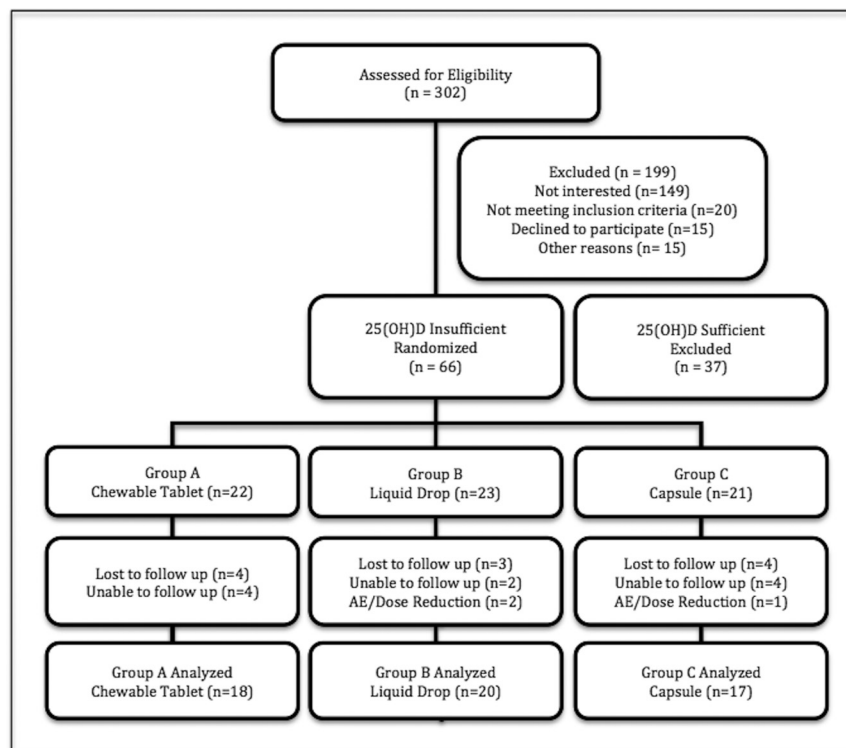 Assessed for Eligibility
(n = 302)
Excluded (n = 199)
Not interested (n=149)
Not meeting inclusion criteria (n=20)
Declined to participate (n=15)
Other reasons (n= 15)
25(OH)D Insufficient
Randomized
(n = 66)
25(OH)D Sufficient
Excluded
(n = 37)
Group A
Chewable Tablet (n=22)
Group B
Liquid Drop (n=23)
Group C
Capsule (n=21)
Lost to follow up (n=4)
Unable to follow up (n=4)
Lost to follow up (n=3)
Unable to follow up (n=2)
AE/Dose Reduction (n=2)
Lost to follow up (n=4)
Unable to follow up (n=4)
AE/Dose Reduction (n=1)
Group A Analyzed
Chewable Tablet (n=18)
Group B Analyzed
Liquid Drop (n=20)
Group C Analyzed
Capsule (n=17)